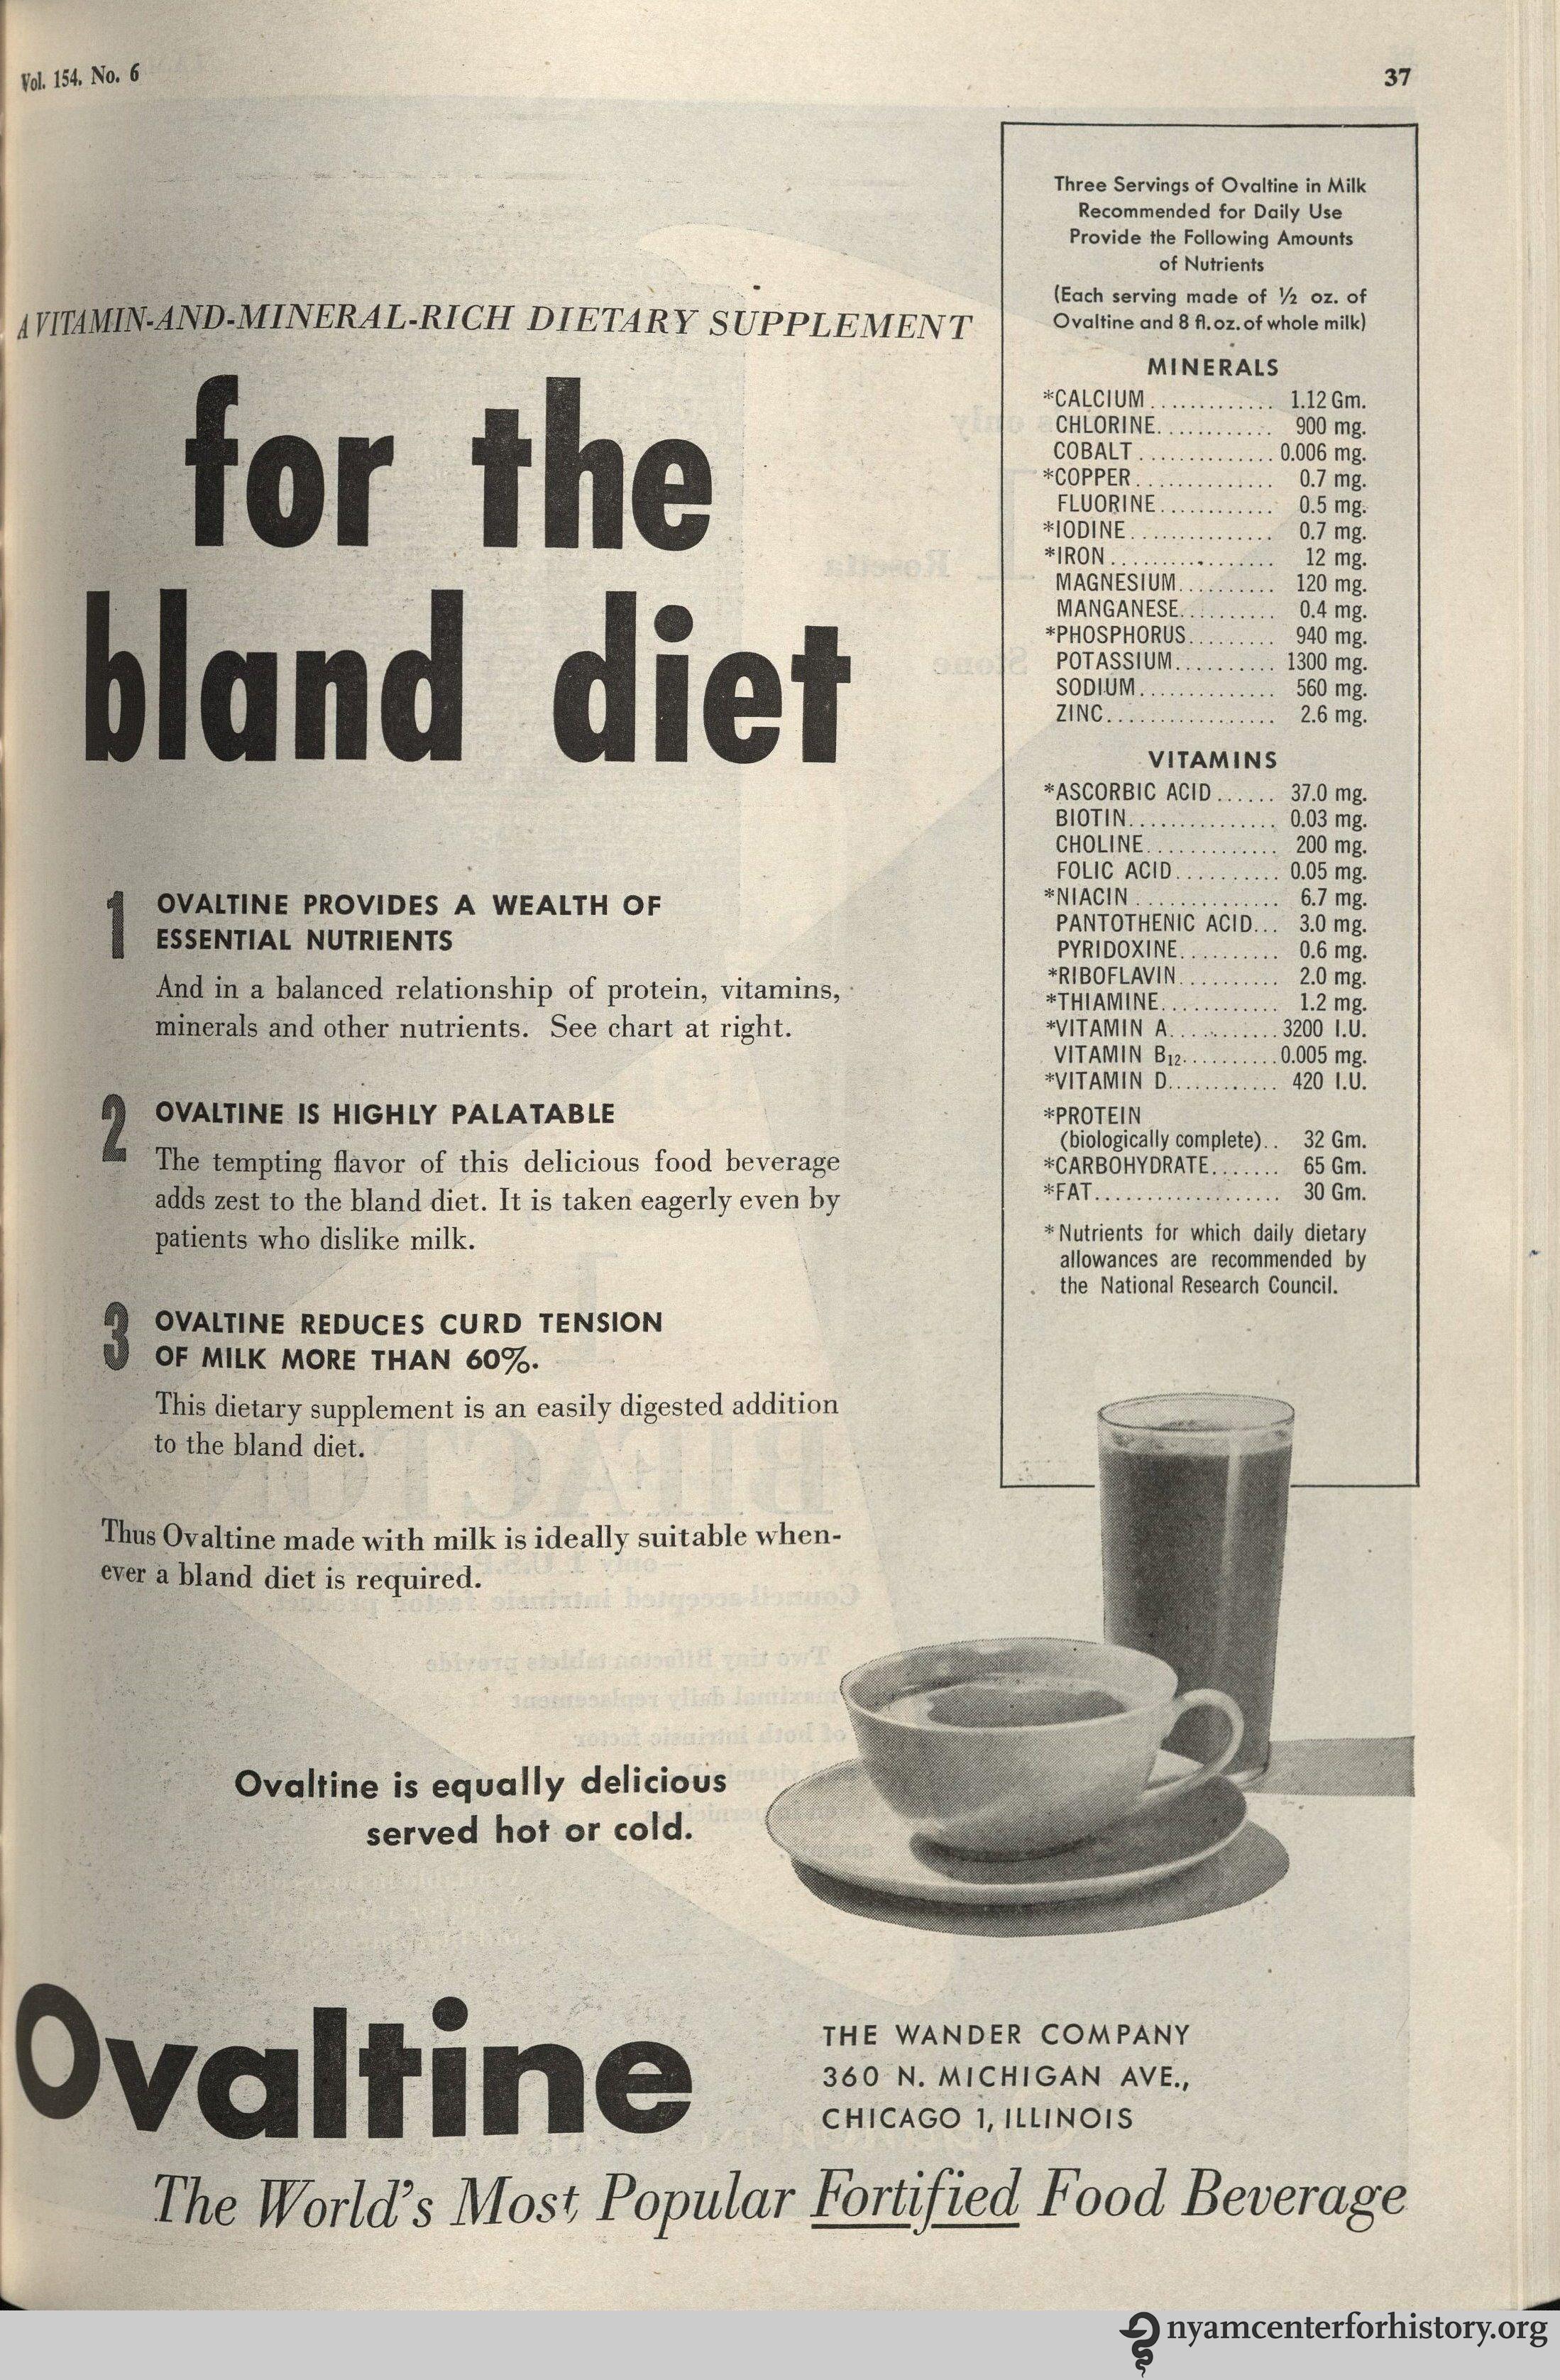 Vol. 154. No. 6
37
A VITAMIN-AND-MINERAL-RICH DIETARY SUPPLEMENT
for the
bland diet
1 OVALTINE PROVIDES A WEALTH OF
ESSENTIAL NUTRIENTS
And in a balanced relationship of protein, vitamins,
minerals and other nutrients. See chart at right.
2 OVALTINE IS HIGHLY PALATABLE
The tempting flavor of this delicious food beverage
adds zest to the bland diet. It is taken eagerly even by
patients who dislike milk.
3 OVALTINE REDUCES CURD TENSION
OF MILK MORE THAN 60%.
This dietary supplement is an easily digested addition
to the bland diet.
Thus Ovaltine made with milk is ideally suitable when-
ever a bland diet is required.
Ovaltine is equally delicious
served hot or cold.
Three Servings of Ovaltine in Milk
Recommended for Daily Use
Provide the Following Amounts
of Nutrients
(Each serving made of ½ oz. of
Ovaltine and 8 fl. oz. of whole milk)
MINERALS
*CALCIUM............. 1.12 Gm.
CHLORINE............ 900 mg.
COBALT.............. 0.006 mg.
*COPPER.............. 0.7 mg.
FLUORINE............ 0.5 mg.
*IODINE............... 0.7 mg.
*IRON................. 12 mg.
MAGNESIUM.......... 120 mg.
MANGANESE.......... 0.4 mg.
*PHOSPHORUS......... 940 mg.
POTASSIUM.......... 1300 mg.
SODIUM.............. 560 mg.
ZINC................. 2.6 mg.
VITAMINS
*ASCORBIC ACID...... 37.0 mg.
BIOTIN............... 0.03 mg.
CHOLINE............. 200 mg.
FOLIC ACID.......... 0.05 mg.
*NIACIN.............. 6.7 mg.
PANTOTHENIC ACID... 3.0 mg.
PYRIDOXINE.......... 0.6 mg.
*RIBOFLAVIN.......... 2.0 mg.
*THIAMINE............ 1.2 mg.
*VITAMIN A........... 3200 I.U.
VITAMIN B₁₂.......... 0.005 mg.
*VITAMIN D............ 420 I.U.
*PROTEIN
(biologically complete).. 32 Gm.
*CARBOHYDRATE....... 65 Gm.
*FAT................... 30 Gm.
* Nutrients for which daily dietary
allowances are recommended by
the National Research Council.
Ovaltine
THE WANDER COMPANY
360 N. MICHIGAN AVE.,
CHICAGO 1, ILLINOIS
The World's Most Popular Fortified Food Beverage
nyamcenterforhistory.org